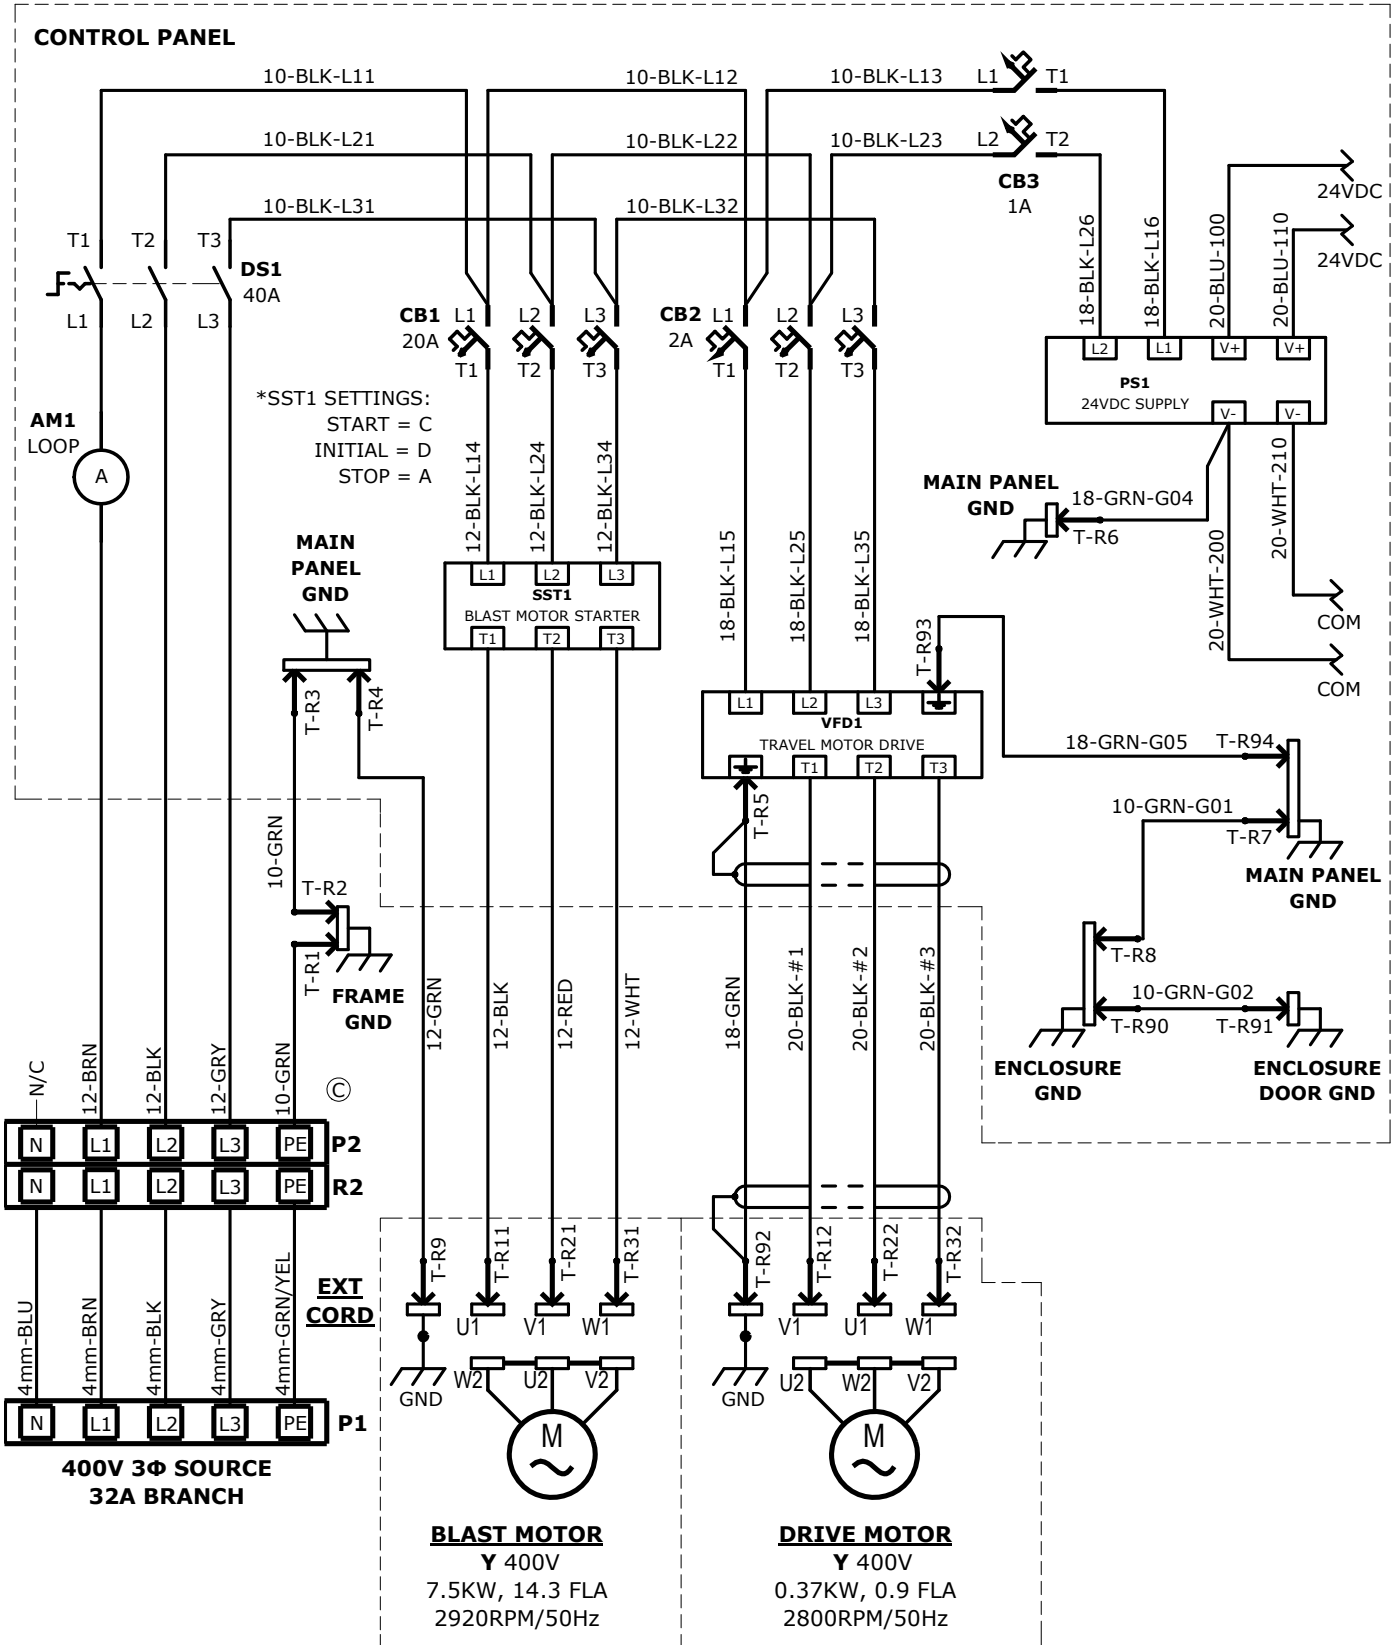 CONTROL PANEL
10-BLK-L11
10-BLK-L12
10-BLK-L13
L1
T1
10-BLK-L21
10-BLK-L22
10-BLK-L23
L2
T2
CB3
1A
10-BLK-L31
10-BLK-L32
24VDC
24VDC
18-BLK-L26
18-BLK-L16
20-BLU-100
20-BLU-110
T1
T2
T3
DS1
40A
L1
L2
L3
CB1
20A
L1
L2
L3
T1
T2
T3
CB2
2A
L1
L2
L3
T1
T2
T3
L2
L1
V+
V+
PS1
24VDC SUPPLY
V-
V-
*SST1 SETTINGS:
START = C
INITIAL = D
STOP = A
AM1
LOOP
A
12-BLK-L14
12-BLK-L24
12-BLK-L34
MAIN PANEL
GND
18-GRN-G04
T-R6
20-WHT-200
20-WHT-210
COM
COM
MAIN
PANEL
GND
L1
L2
L3
SST1
BLAST MOTOR STARTER
T1
T2
T3
18-BLK-L15
18-BLK-L25
18-BLK-L35
T-R93
T-R3
T-R4
L1
L2
L3
VFD1
TRAVEL MOTOR DRIVE
T1
T2
T3
T-R5
18-GRN-G05
T-R94
10-GRN-G01
T-R7
MAIN PANEL
GND
10-GRN
T-R2
T-R1
FRAME
GND
12-GRN
12-BLK
12-RED
12-WHT
18-GRN
20-BLK-#1
20-BLK-#2
20-BLK-#3
T-R8
10-GRN-G02
T-R90
T-R91
ENCLOSURE
GND
ENCLOSURE
DOOR GND
N/C
12-BRN
12-BLK
12-GRY
10-GRN
©
N
L1
L2
L3
PE
P2
N
L1
L2
L3
PE
R2
4mm-BLU
4mm-BRN
4mm-BLK
4mm-GRY
4mm-GRN/YEL
EXT
CORD
T-R9
T-R11
T-R21
T-R31
T-R92
T-R12
T-R22
T-R32
U1
V1
W1
V1
U1
W1
GND
W2
U2
V2
GND
U2
W2
V2
N
L1
L2
L3
PE
P1
M
M
400V 3Φ SOURCE
32A BRANCH
BLAST MOTOR
Y 400V
7.5KW, 14.3 FLA
2920RPM/50Hz
DRIVE MOTOR
Y 400V
0.37KW, 0.9 FLA
2800RPM/50Hz